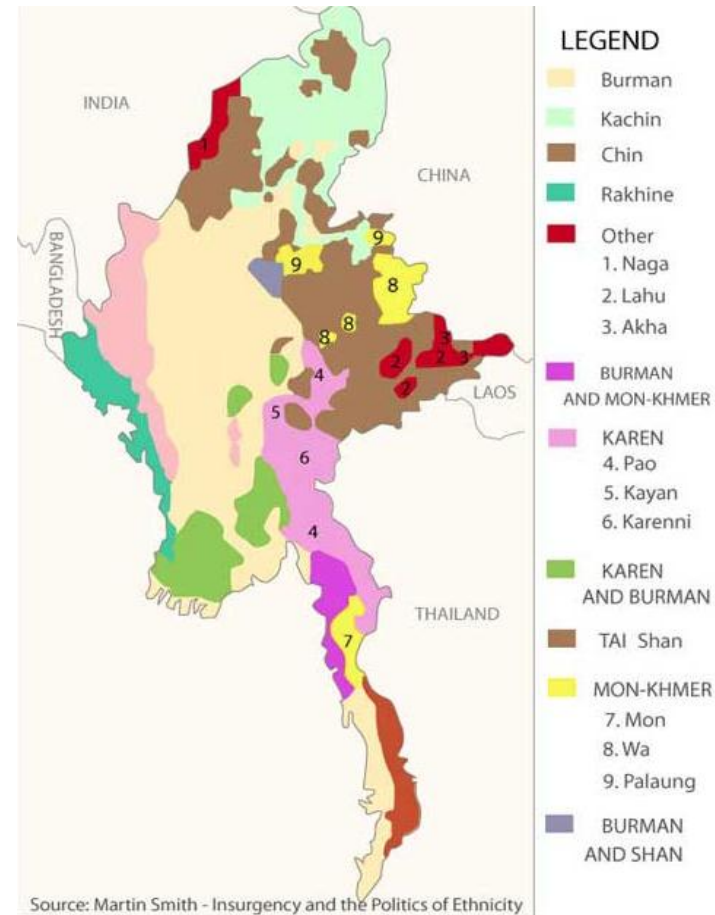 LEGEND
Burman
Kachin
Chin
Rakhine
Other
1. Naga
2. Lahu
3. Akha
BURMAN
AND MON-KHMER
KAREN
4. Pao
5. Kayan
6. Karenni
KAREN
AND BURMAN
TAI Shan
MON-KHMER
7. Mon
8. Wa
9. Palaung
BURMAN
AND SHAN
INDIA
1
CHINA
BANGLADESH
9
9
8
8
8
3
2
3
2
2
LAOS
4
5
6
4
THAILAND
7
Source: Martin Smith - Insurgency and the Politics of Ethnicity